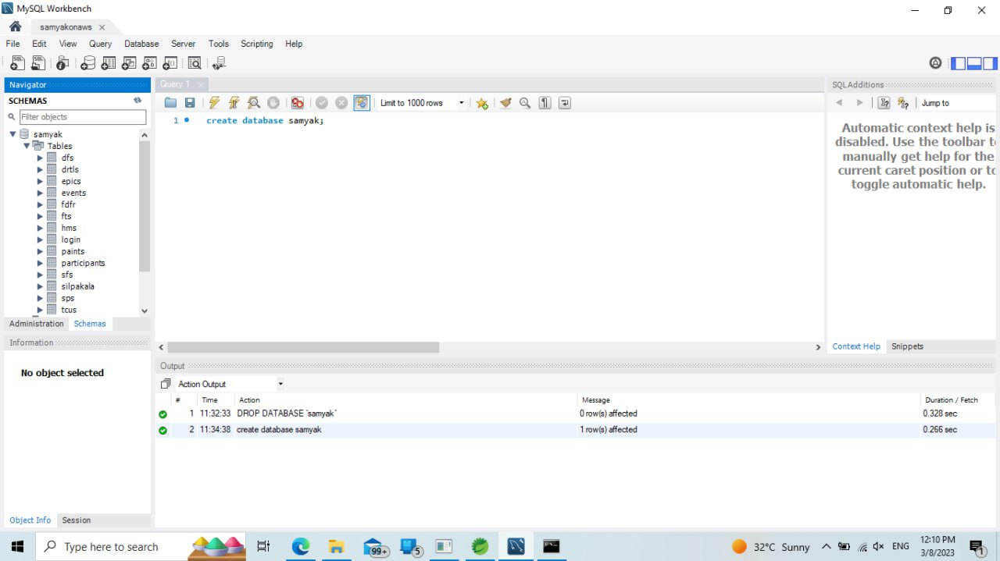 MySQL Workbench
samyakonaws
File Edit View Query Database Server Tools Scripting Help
Navigator
SCHEMAS
Filter objects
samyak
Tables
dfs
drtls
epics
events
fdfr
fts
hms
login
paints
participants
sfs
silpakala
sps
tcus
Administration Schemas
Information
No object selected
Object Info Session
Query 1
Limit to 1000 rows
1 create database samyak;
SQLAdditions
Jump to
Automatic context help is
disabled. Use the toolbar to
manually get help for the
current caret position or to
toggle automatic help.
Context Help Snippets
Output
Action Output
# Time Action Message Duration / Fetch
1 11:32:33 DROP DATABASE `samyak` 0 row(s) affected 0.328 sec
2 11:34:38 create database samyak 1 row(s) affected 0.266 sec
Type here to search
99+
5
32°C Sunny
ENG
12:10 PM
3/8/2023
1